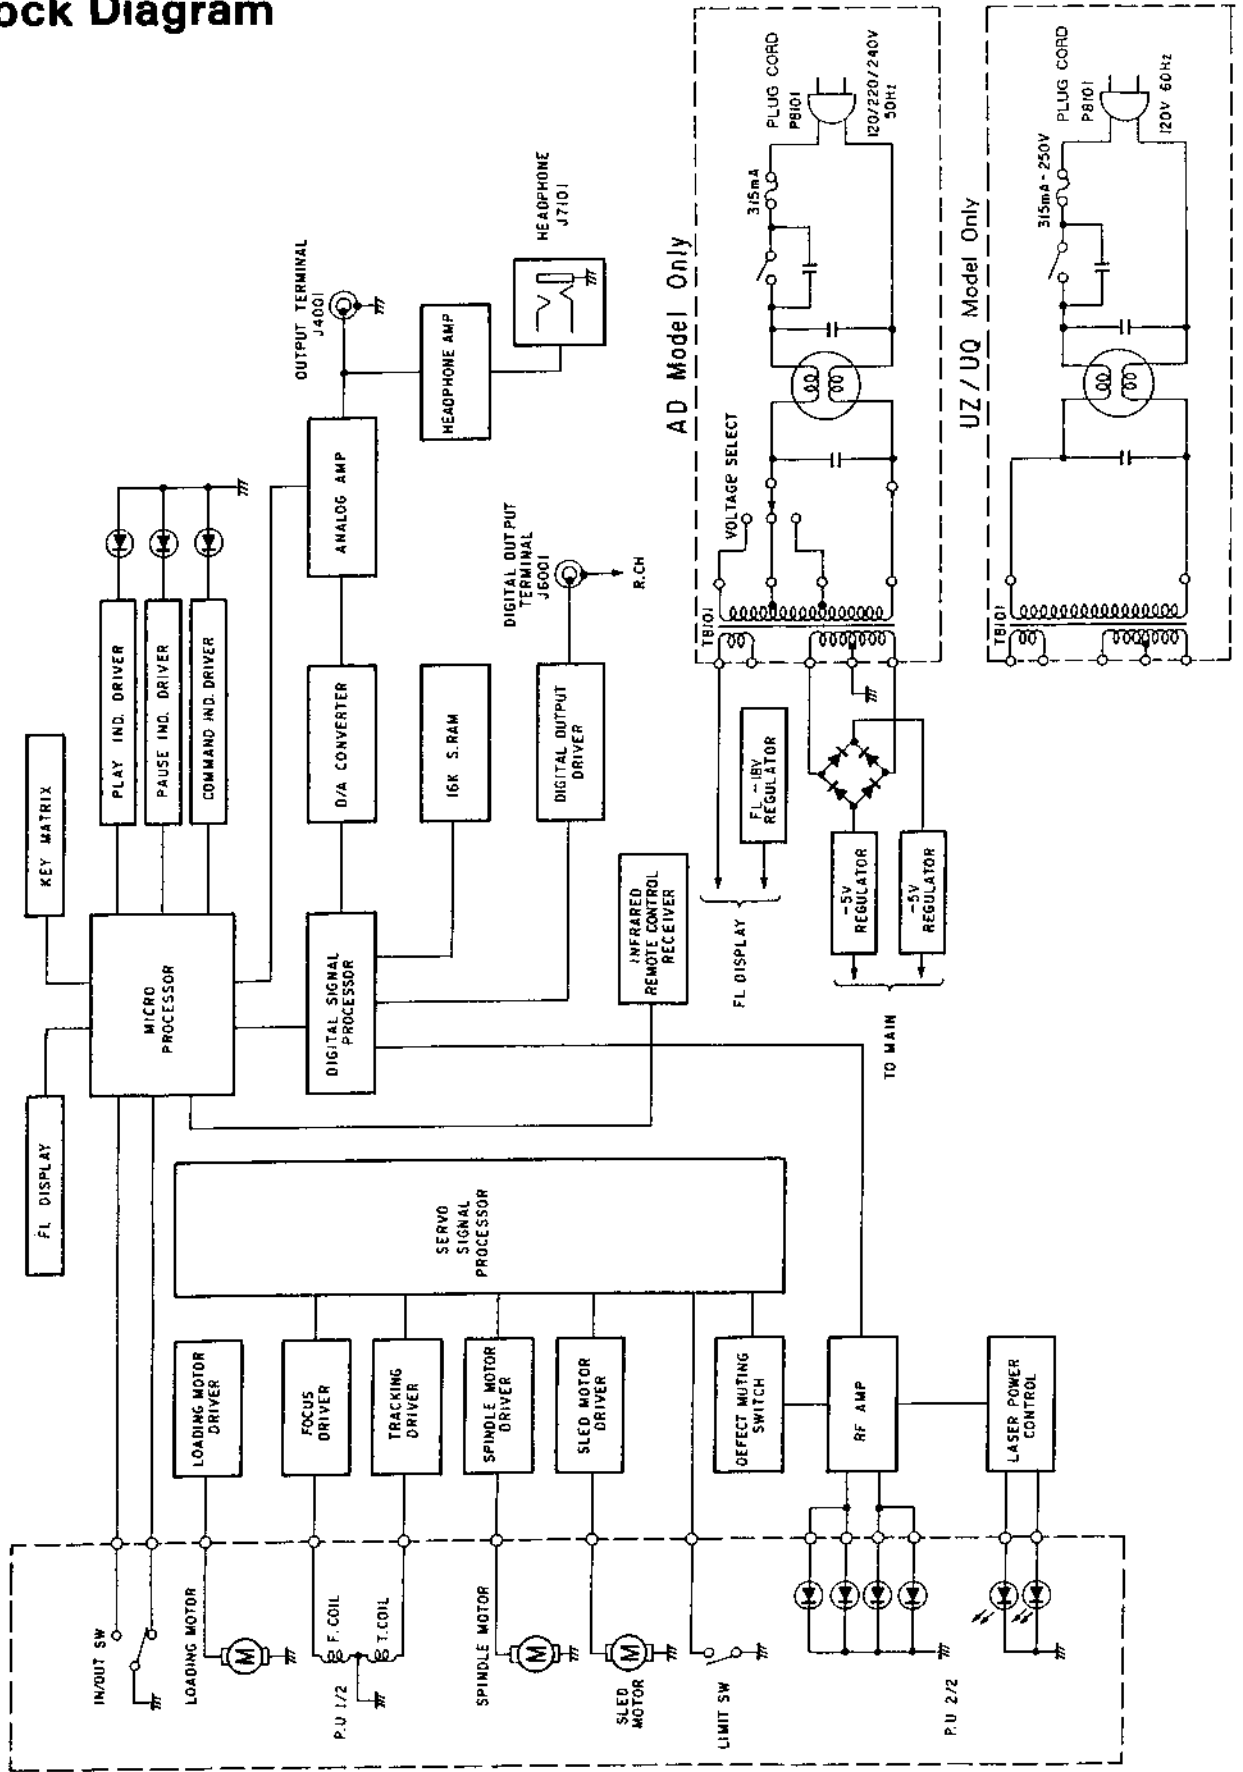 ock Diagram
FL DISPLAY
KEY MATRIX
MICRO
PROCESSOR
PLAY IND. DRIVER
PAUSE IND. DRIVER
COMMAND IND. DRIVER
OUTPUT TERMINAL
J4001
HEADPHONE
J7101
HEADPHONE AMP
ANALOG AMP
D/A CONVERTER
16K S.RAM
DIGITAL OUTPUT
TERMINAL
J6001
R.CH
DIGITAL OUTPUT
DRIVER
DIGITAL SIGNAL
PROCESSOR
INFRARED
REMOTE CONTROL
RECEIVER
SERVO
SIGNAL
PROCESSOR
LOADING MOTOR
DRIVER
FOCUS
DRIVER
TRACKING
DRIVER
SPINDLE MOTOR
DRIVER
SLED MOTOR
DRIVER
DEFECT MUTING
SWITCH
RF AMP
LASER POWER
CONTROL
IN/OUT SW
LOADING MOTOR
M
F.COIL
T.COIL
P.U 1/2
SPINDLE MOTOR
M
SLED
MOTOR
M
LIMIT SW
P.U 2/2
AD Model Only
PLUG CORD
P8101
120/220/240V
50Hz
315mA
VOLTAGE SELECT
T8101
FL -18V
REGULATOR
FL DISPLAY
-5V
REGULATOR
-5V
REGULATOR
TO MAIN
UZ/UQ Model Only
PLUG CORD
P8101
120V 60Hz
315mA-250V
T8101